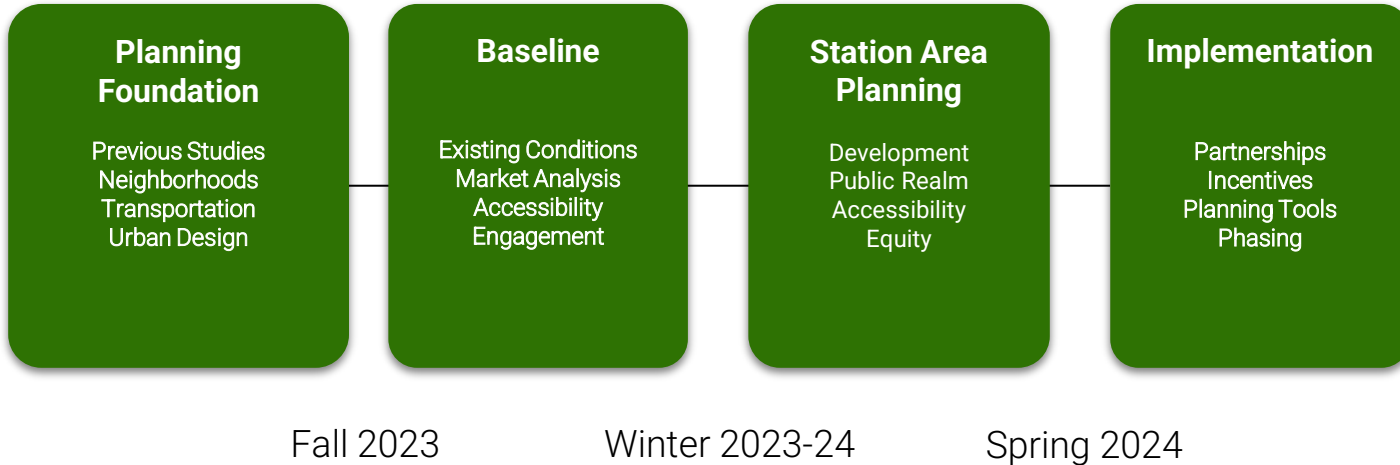 Planning
Foundation
Previous Studies
Neighborhoods
Transportation
Urban Design
Baseline
Existing Conditions
Market Analysis
Accessibility
Engagement
Station Area
Planning
Development
Public Realm
Accessibility
Equity
Implementation
Partnerships
Incentives
Planning Tools
Phasing
Fall 2023
Winter 2023-24
Spring 2024